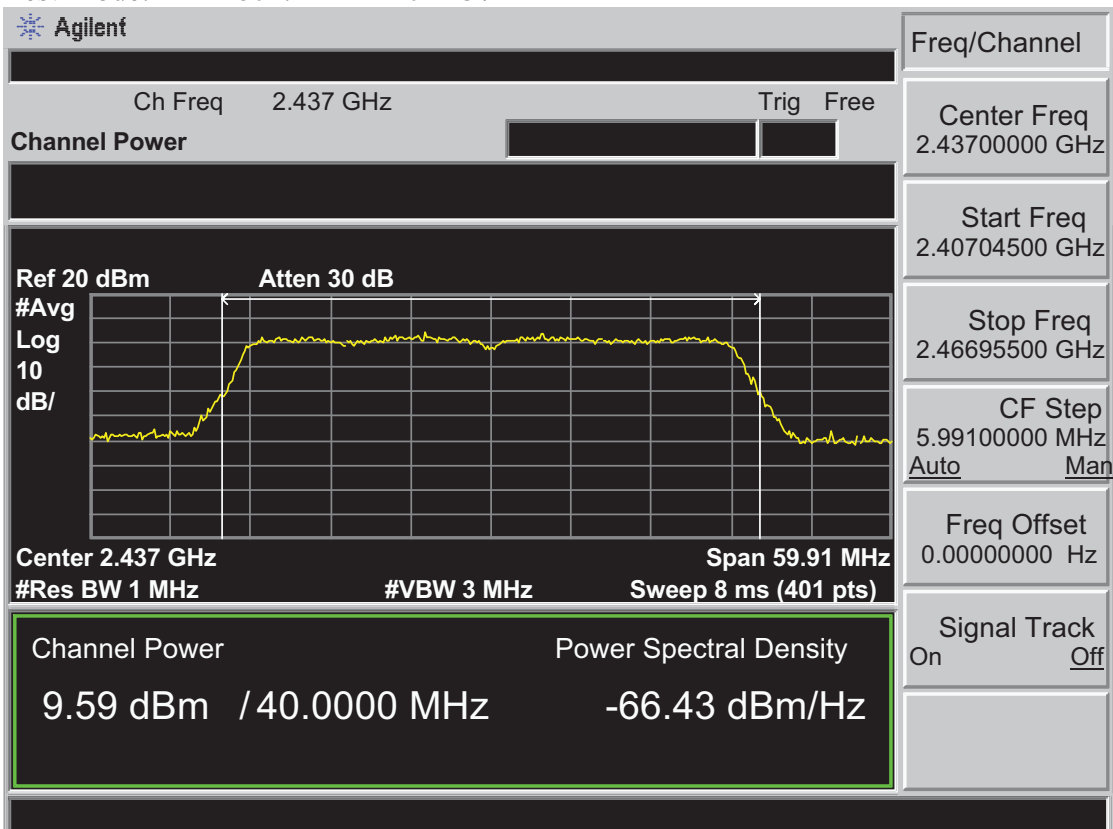 Agilent
Freq/Channel
Ch Freq 2.437 GHz Trig Free
Channel Power
Center Freq
2.43700000 GHz
Start Freq
2.40704500 GHz
Stop Freq
2.46695500 GHz
CF Step
5.99100000 MHz
Auto Man
Freq Offset
0.00000000 Hz
Signal Track
On Off
Ref 20 dBm Atten 30 dB
#Avg
Log
10
dB/
Center 2.437 GHz Span 59.91 MHz
#Res BW 1 MHz #VBW 3 MHz Sweep 8 ms (401 pts)
Channel Power Power Spectral Density
9.59 dBm /40.0000 MHz -66.43 dBm/Hz